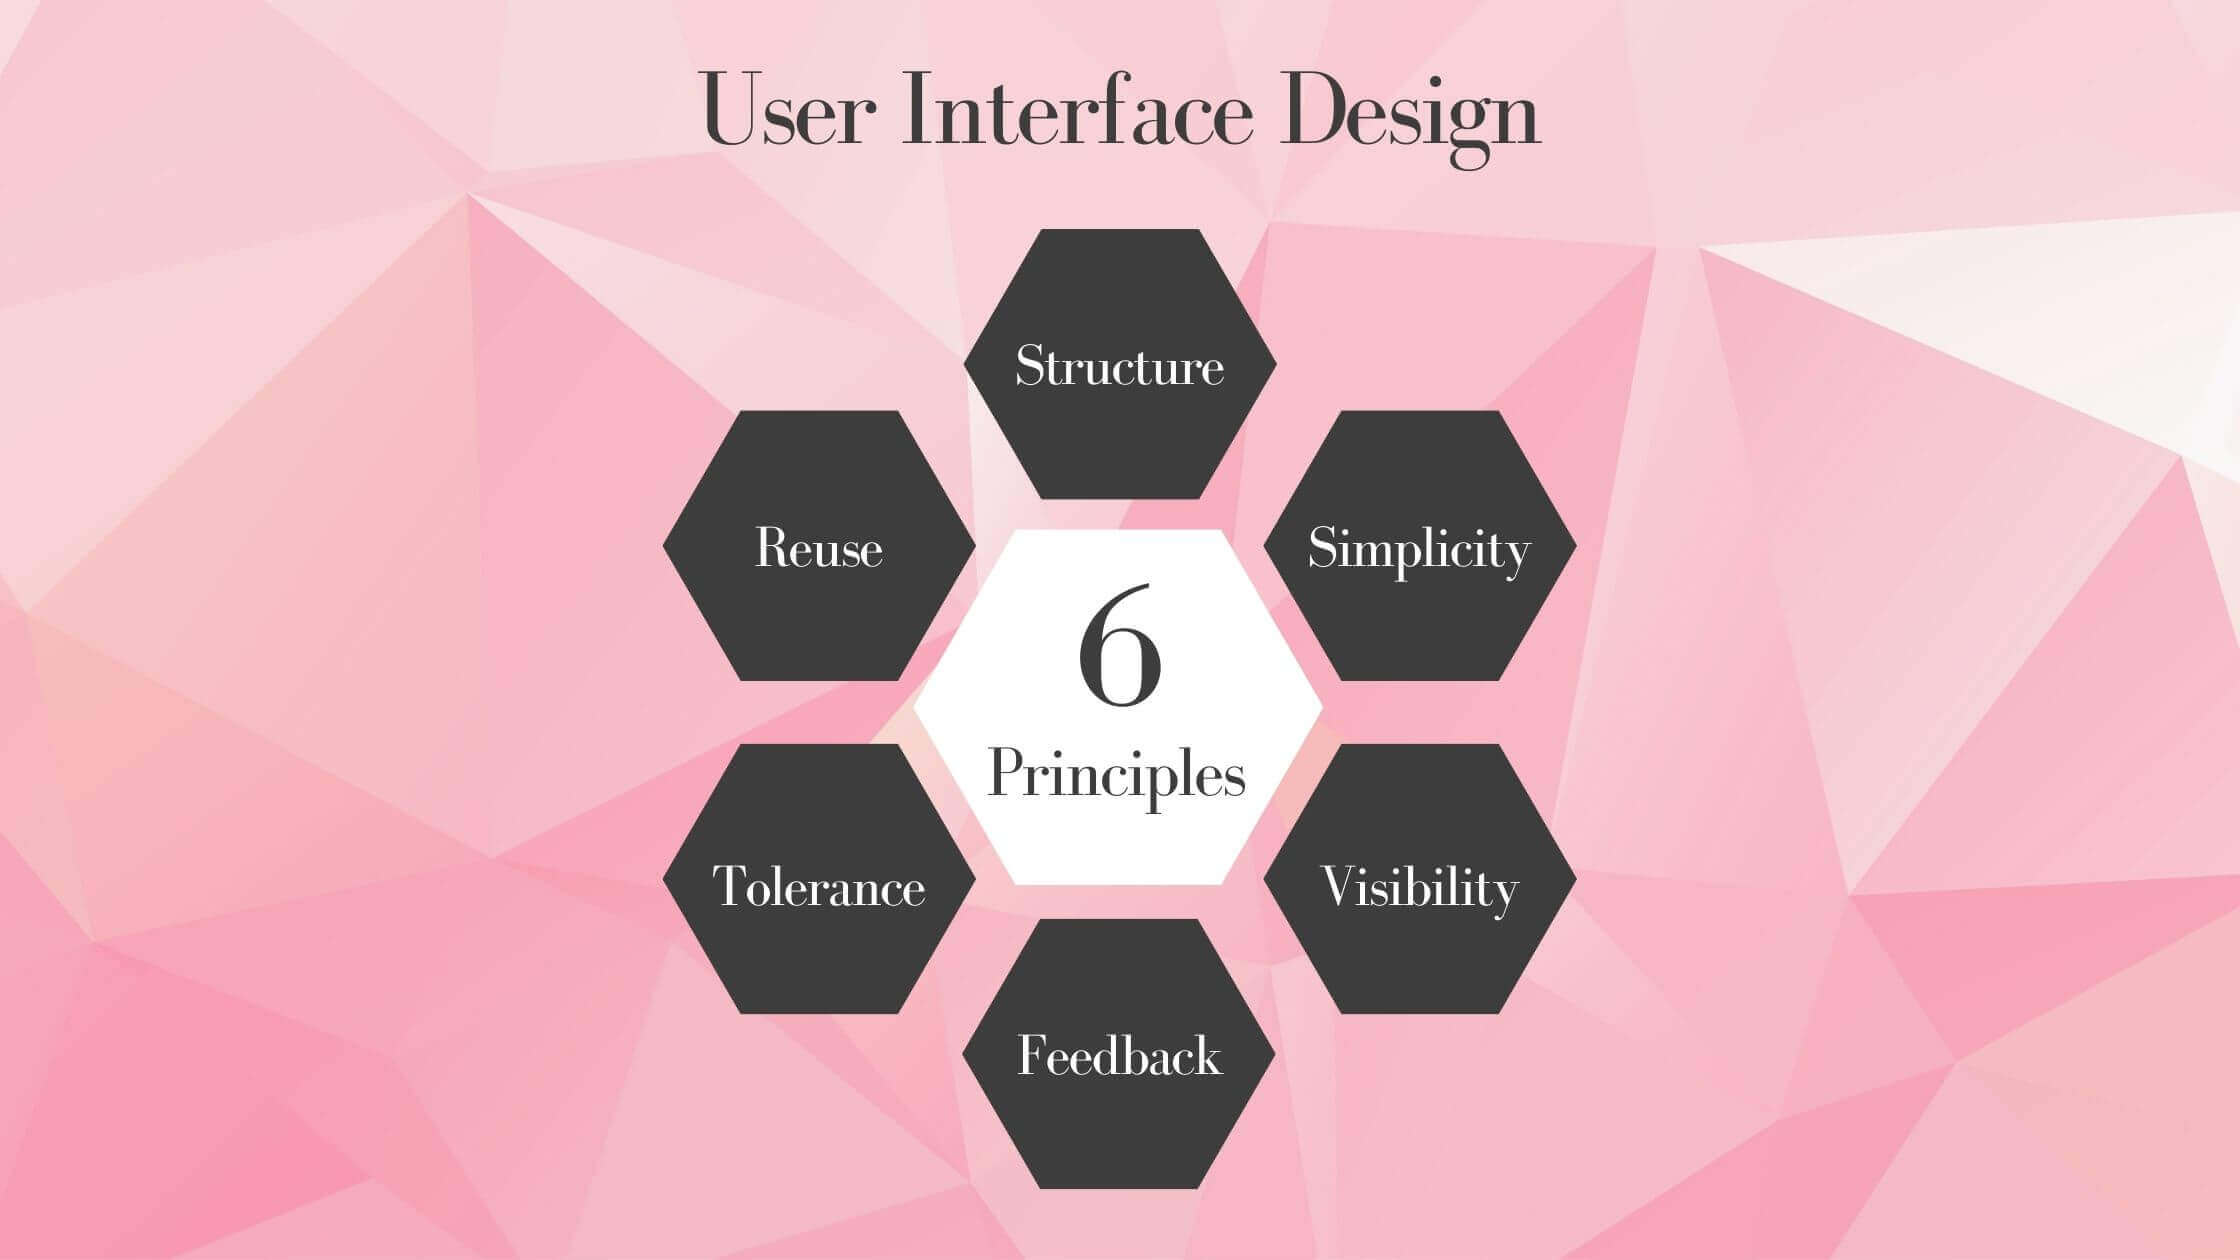 User Interface Design
Structure
Reuse
Simplicity
6
Principles
Tolerance
Visibility
Feedback